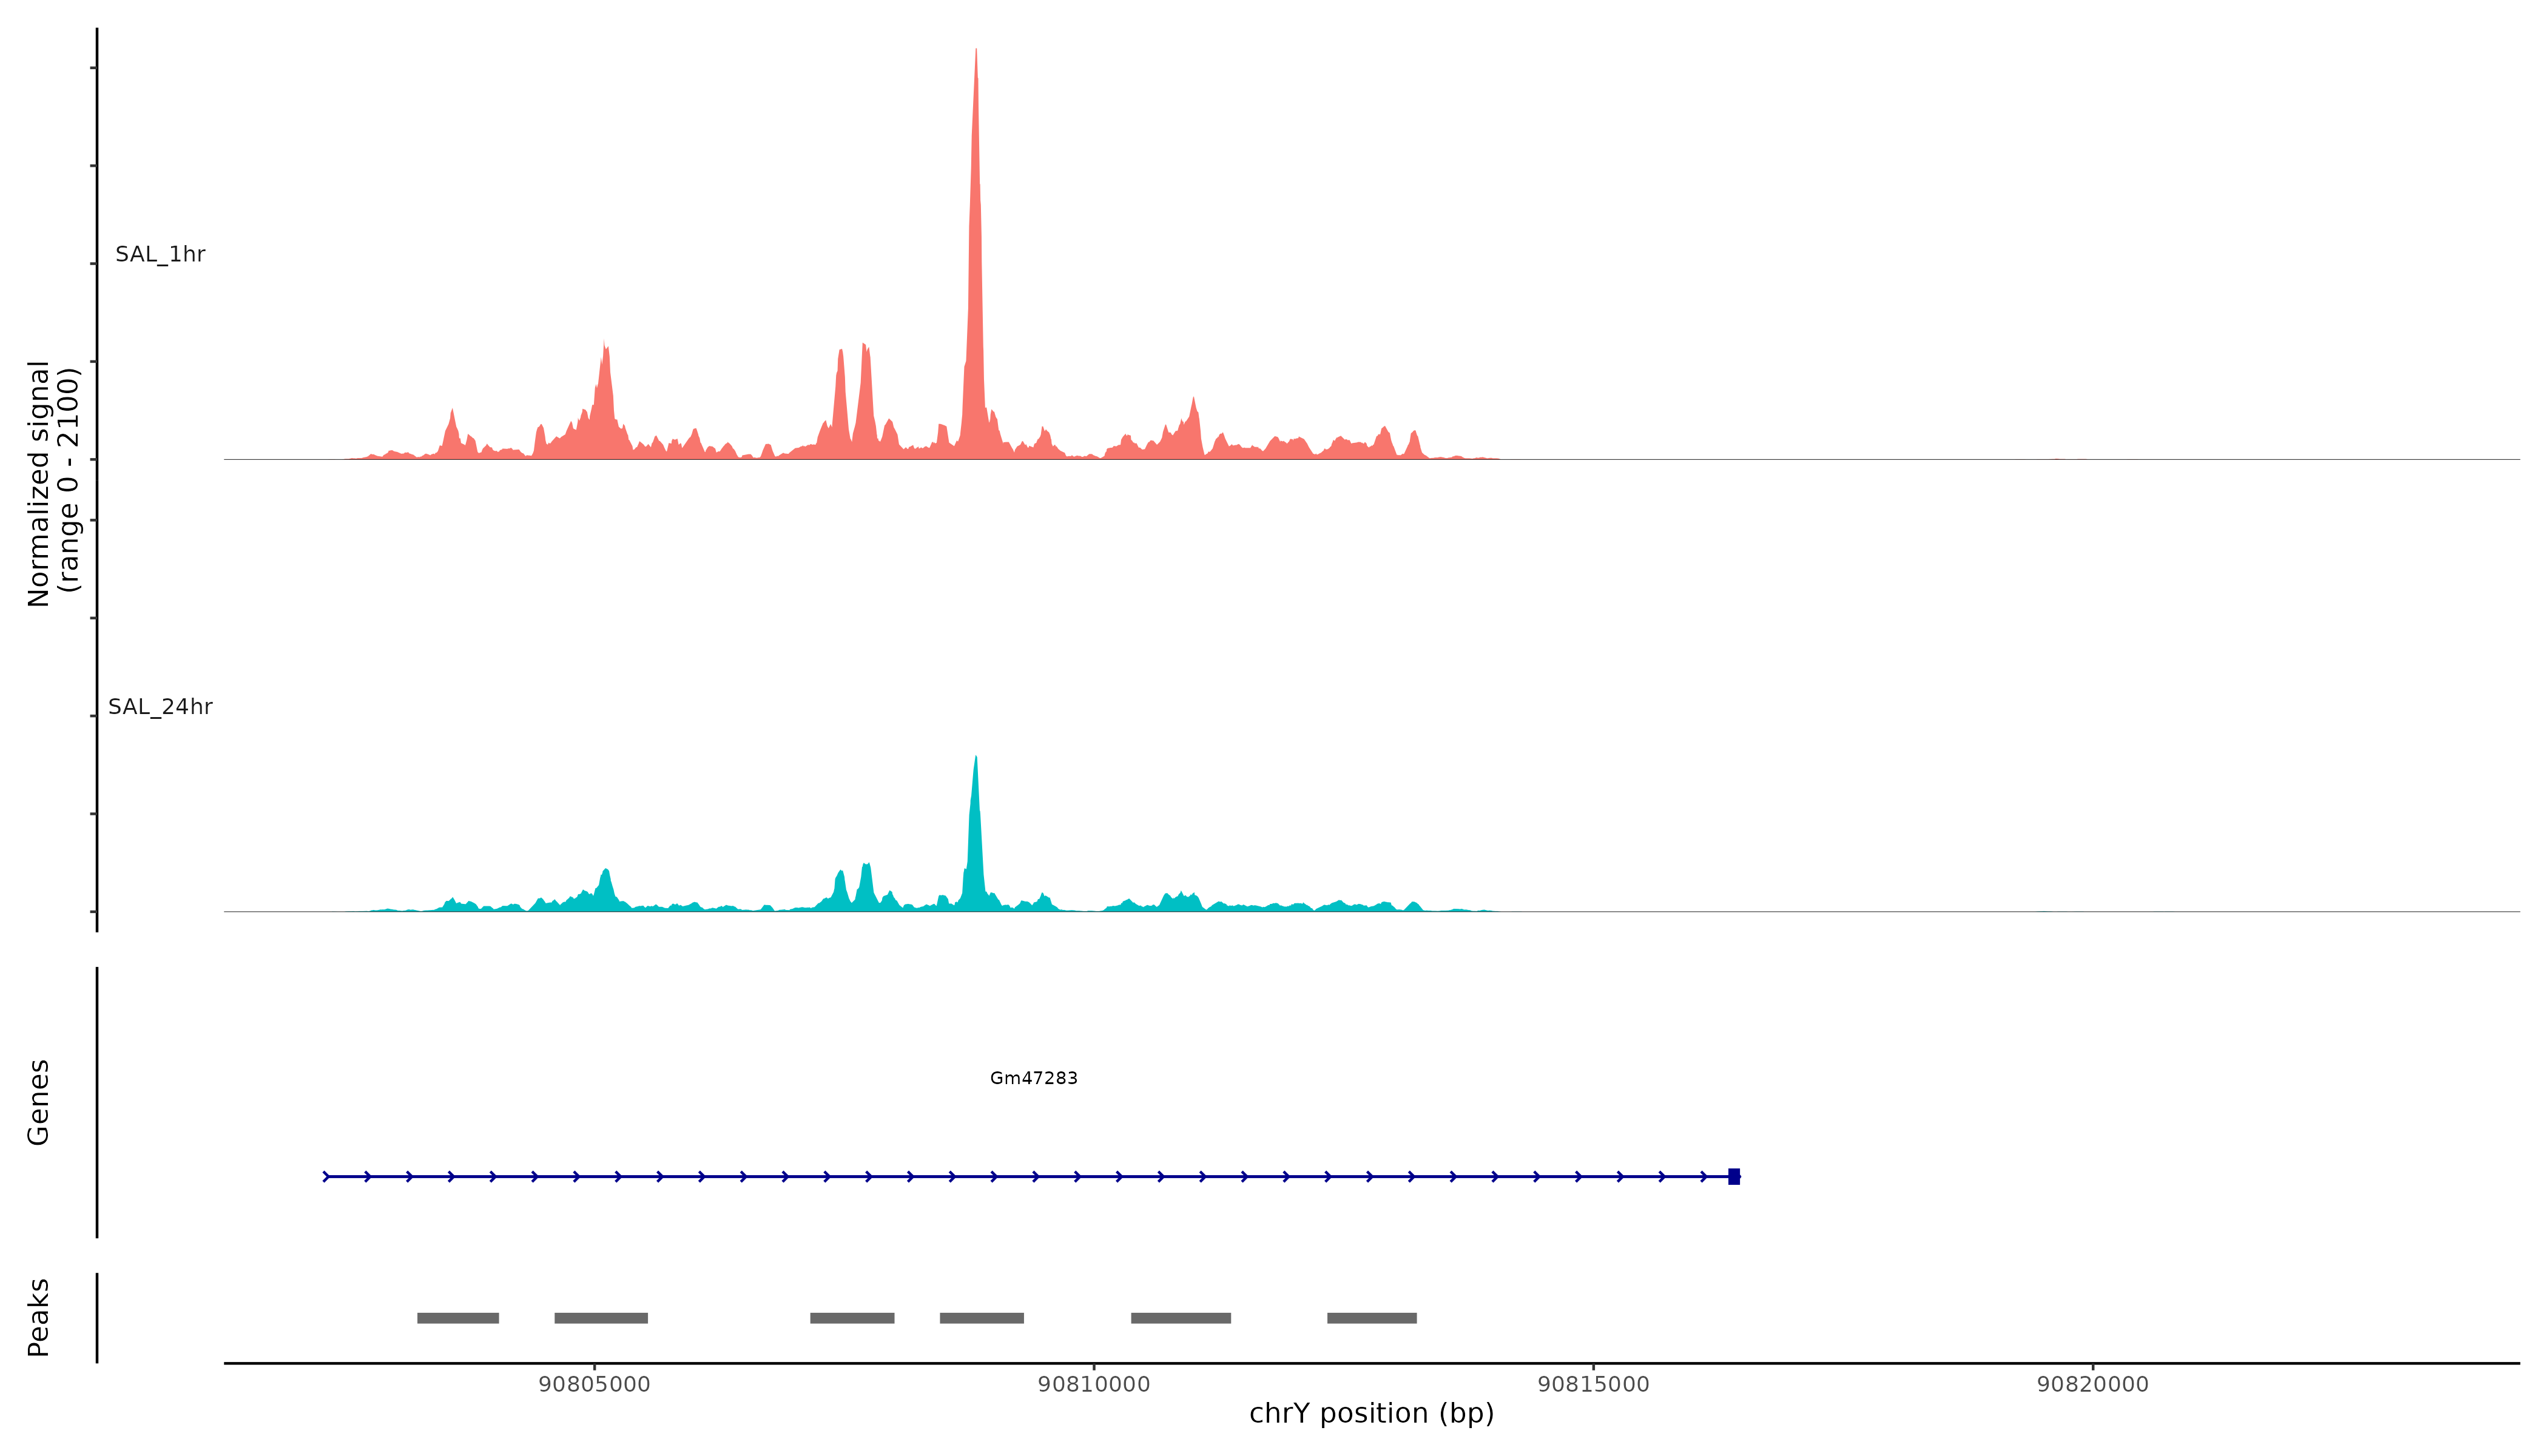 SAL_1hr
Normalized signal
(range 0 - 2100)
SAL_24hr
Genes
Gm47283
Peaks
90805000 90810000 90815000 90820000
chrY position (bp)